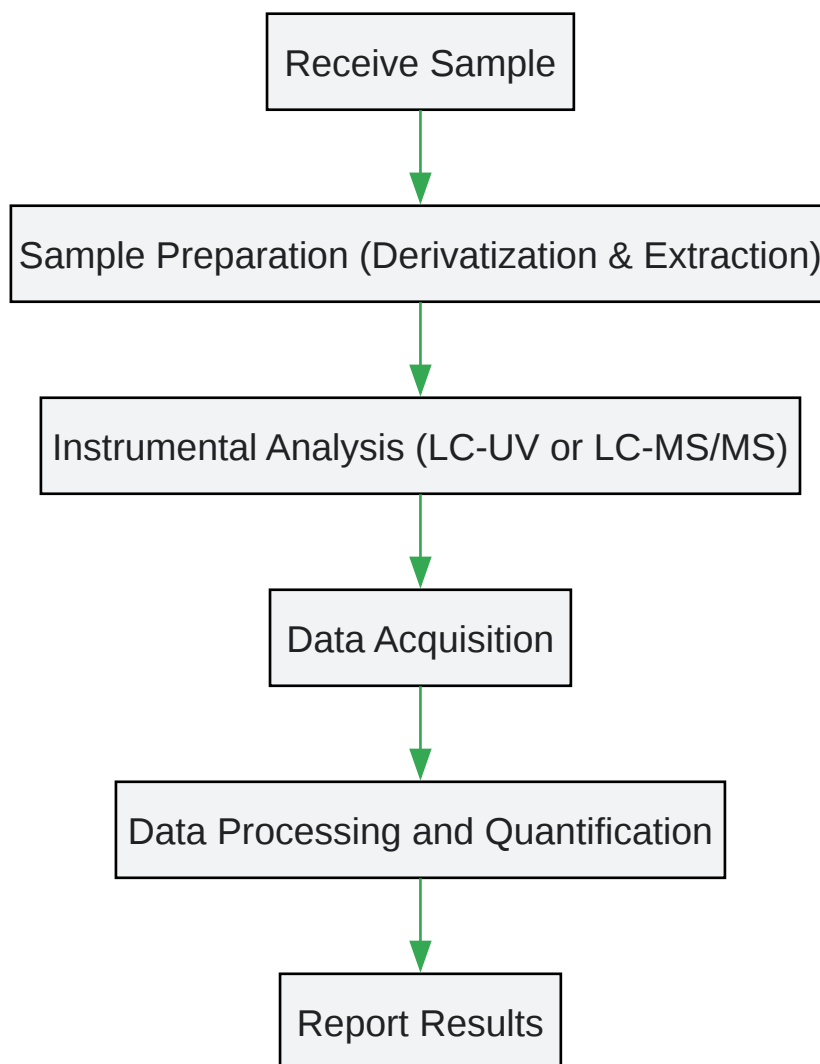 Receive Sample
Sample Preparation (Derivatization & Extraction)
Instrumental Analysis (LC-UV or LC-MS/MS)
Data Acquisition
Data Processing and Quantification
Report Results